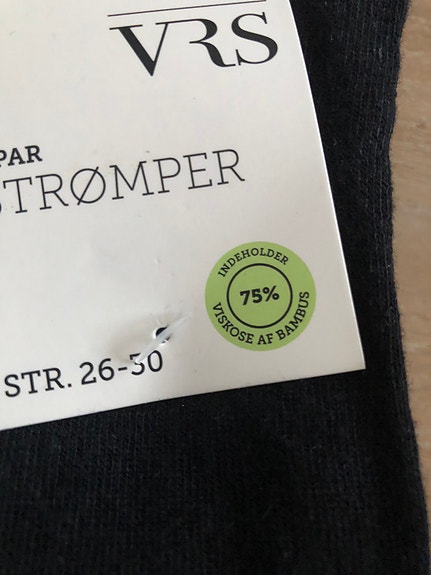 VRS
PAR
STRØMPER
INDEHOLDER
75%
VISKOSE AF BAMBUS
STR. 26-30